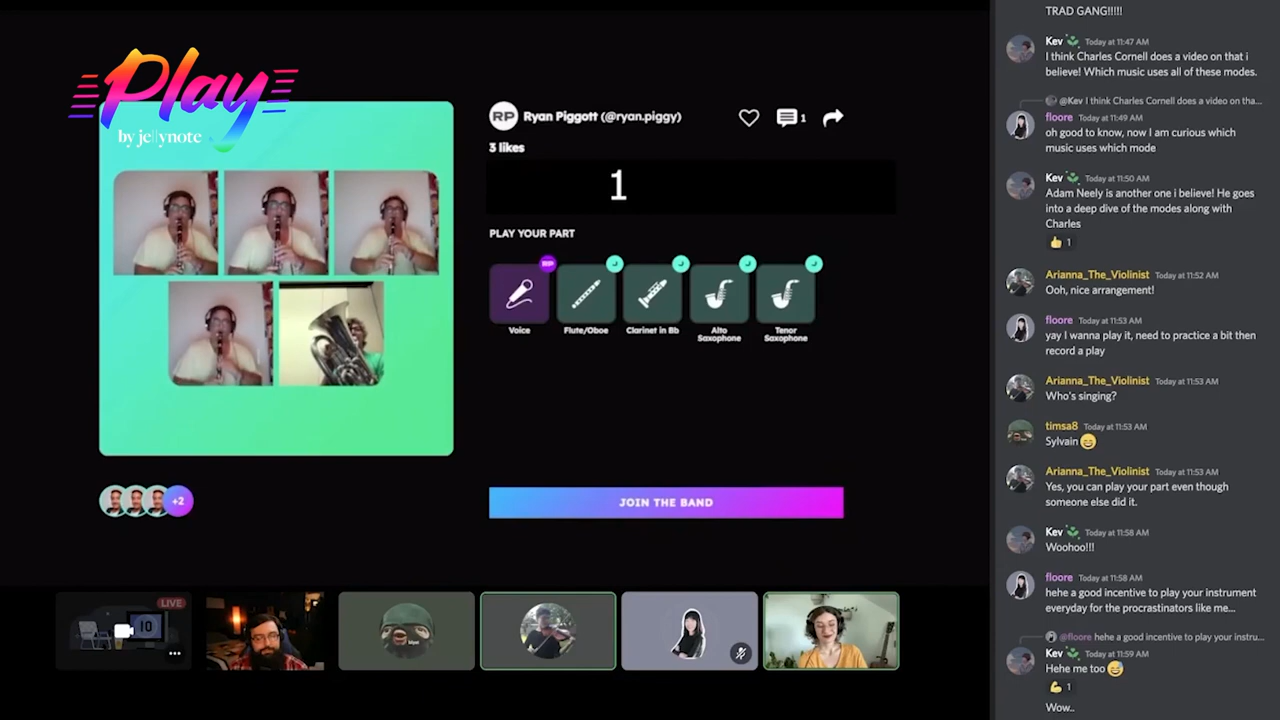 Play
by jellynote
RP
Ryan Piggott (@ryan.piggy)
1
3 likes
1
PLAY YOUR PART
RP
Voice
Flute/Oboe
Clarinet in Bb
Alto
Saxophone
Tenor
Saxophone
+2
JOIN THE BAND
LIVE
10
TRAD GANG!!!!!
Kev Today at 11:47 AM
I think Charles Cornell does a video on that i
believe! Which music uses all of these modes.
@Kev I think Charles Cornell does a video on tha...
floore Today at 11:49 AM
oh good to know, now I am curious which
music uses which mode
Kev Today at 11:50 AM
Adam Neely is another one i believe! He goes
into a deep dive of the modes along with
Charles
👍 1
Arianna_The_Violinist Today at 11:52 AM
Ooh, nice arrangement!
floore Today at 11:53 AM
yay I wanna play it, need to practice a bit then
record a play
Arianna_The_Violinist Today at 11:53 AM
Who's singing?
timsa8 Today at 11:53 AM
Sylvain 😄
Arianna_The_Violinist Today at 11:53 AM
Yes, you can play your part even though
someone else did it.
Kev Today at 11:58 AM
Woohoo!!!
floore Today at 11:58 AM
hehe a good incentive to play your instrument
everyday for the procrastinators like me...
@floore hehe a good incentive to play your instru...
Kev Today at 11:59 AM
Hehe me too 😅
💪 1
Wow..